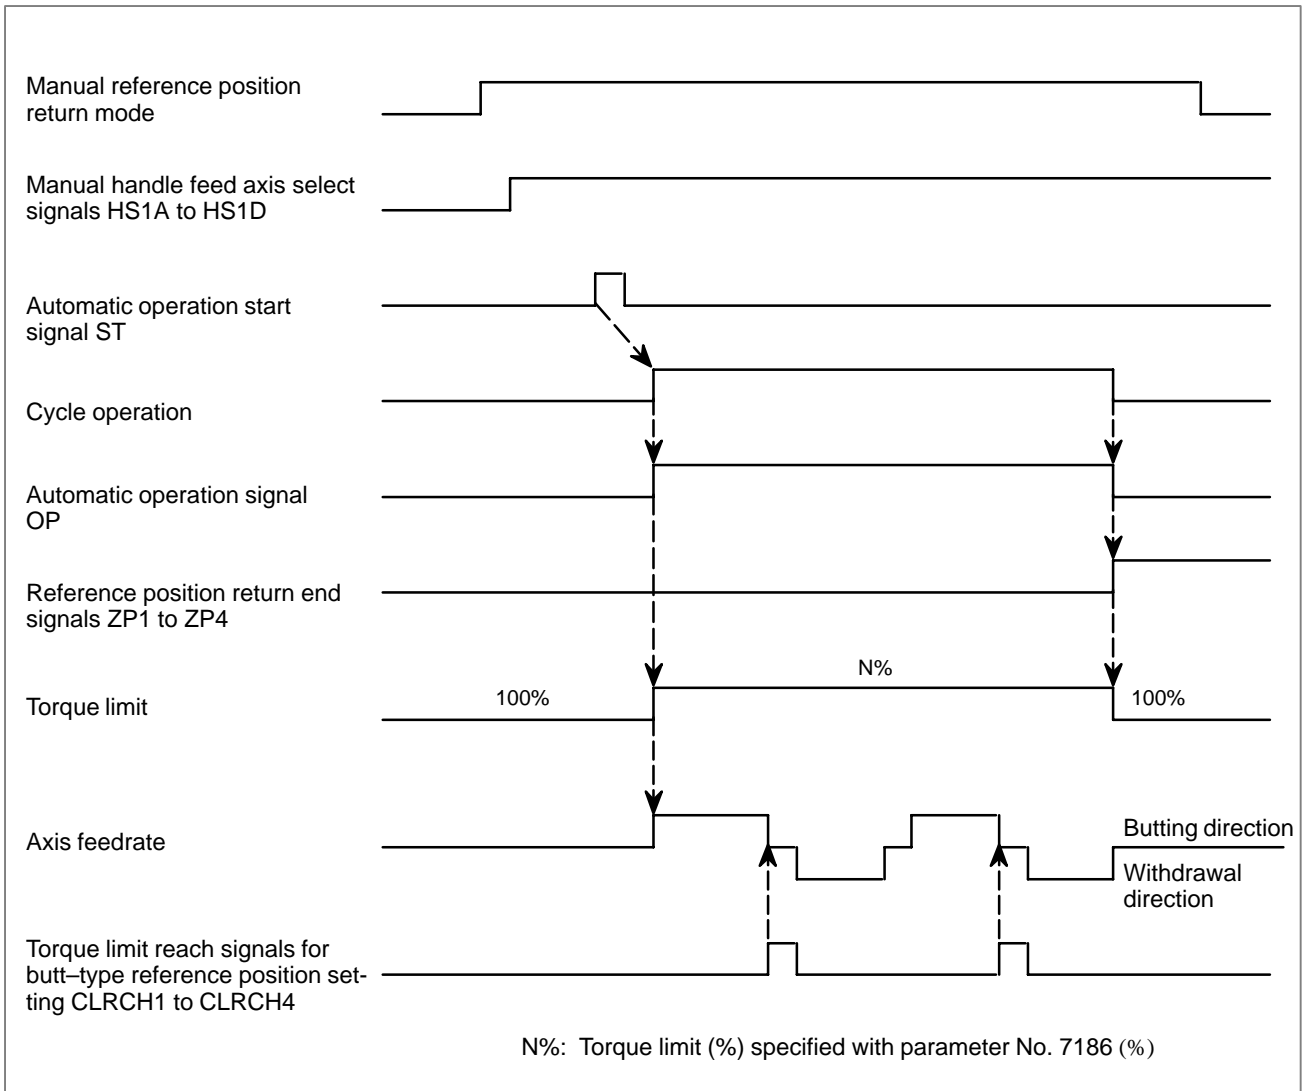 Manual reference position
return mode
Manual handle feed axis select
signals HS1A to HS1D
Automatic operation start
signal ST
Cycle operation
Automatic operation signal
OP
Reference position return end
signals ZP1 to ZP4
N%
Torque limit
100%
100%
Axis feedrate
Butting direction
Withdrawal
direction
Torque limit reach signals for
butt–type reference position set-
ting CLRCH1 to CLRCH4
N%: Torque limit (%) specified with parameter No. 7186 (%)